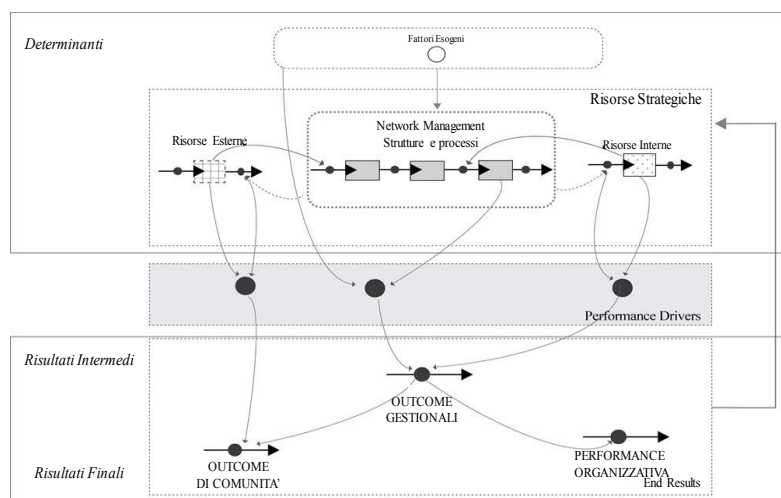 Fattori Esogeni
Determinanti
Risorse Strategiche
Network Management
Strutture e processi
Risorse Esterne
Risorse Interne
Performance Drivers
Risultati Intermedi
OUTCOME
GESTIONALI
OUTCOME
DI COMUNITA’
PERFORMANCE
ORGANIZZATIVA
End Results
Risultati Finali